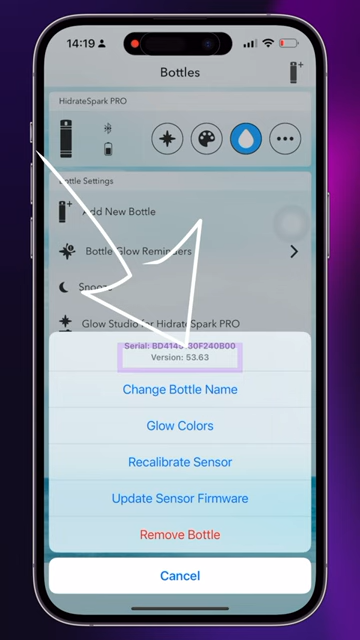 14:19
Bottles
HidrateSpark PRO
Bottle Settings
Add New Bottle
Bottle Glow Reminders
Snooze
Glow Studio for HidrateSpark PRO
Version: 53.63
Change Bottle Name
Glow Colors
Recalibrate Sensor
Update Sensor Firmware
Remove Bottle
Cancel